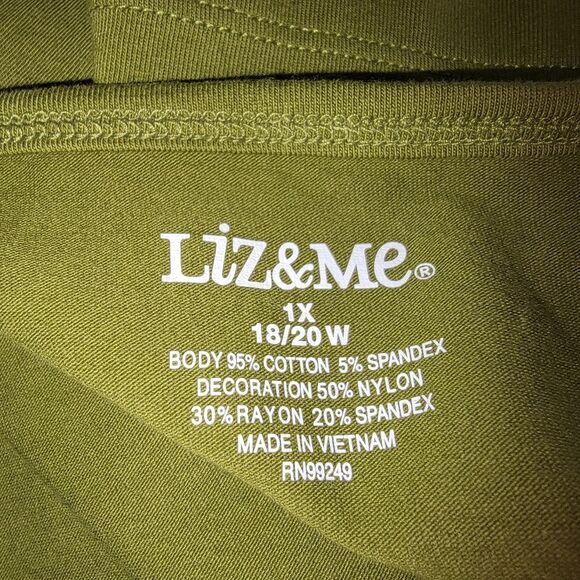 Liz&Me®
1X
18/20 W
BODY 95% COTTON 5% SPANDEX
DECORATION 50% NYLON
30% RAYON 20% SPANDEX
MADE IN VIETNAM
RN99249